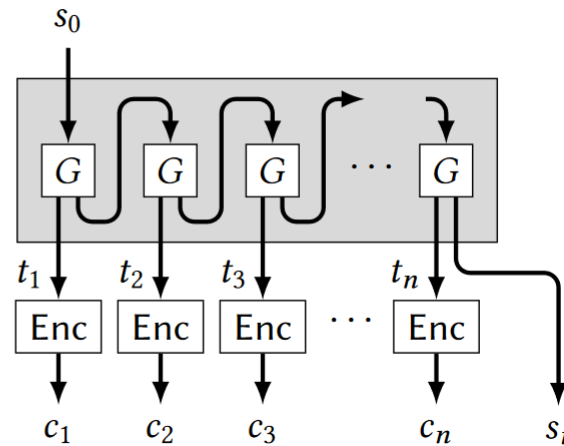 s₀
G G G ··· G
t₁ t₂ t₃ tₙ
Enc Enc Enc ··· Enc
c₁ c₂ c₃ cₙ